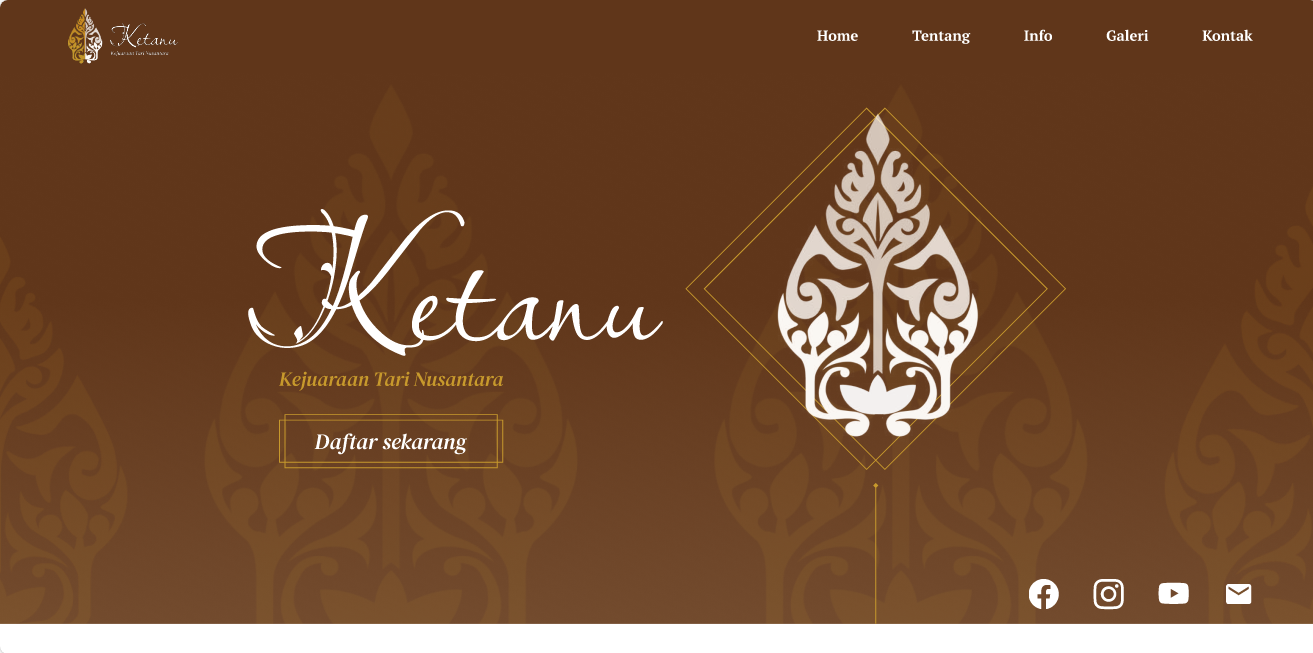 Ketanu
Kejuaraan Tari Nusantara
Home Tentang Info Galeri Kontak
Ketanu
Kejuaraan Tari Nusantara
Daftar sekarang